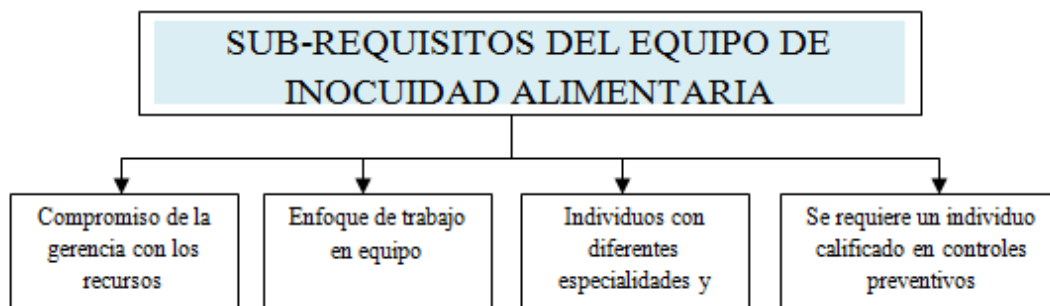 SUB-REQUISITOS DEL EQUIPO DE
INOCUIDAD ALIMENTARIA
Compromiso de la
gerencia con los
recursos
Enfoque de trabajo
en equipo
Individuos con
diferentes
especialidades y
Se requiere un individuo
calificado en controles
preventivos